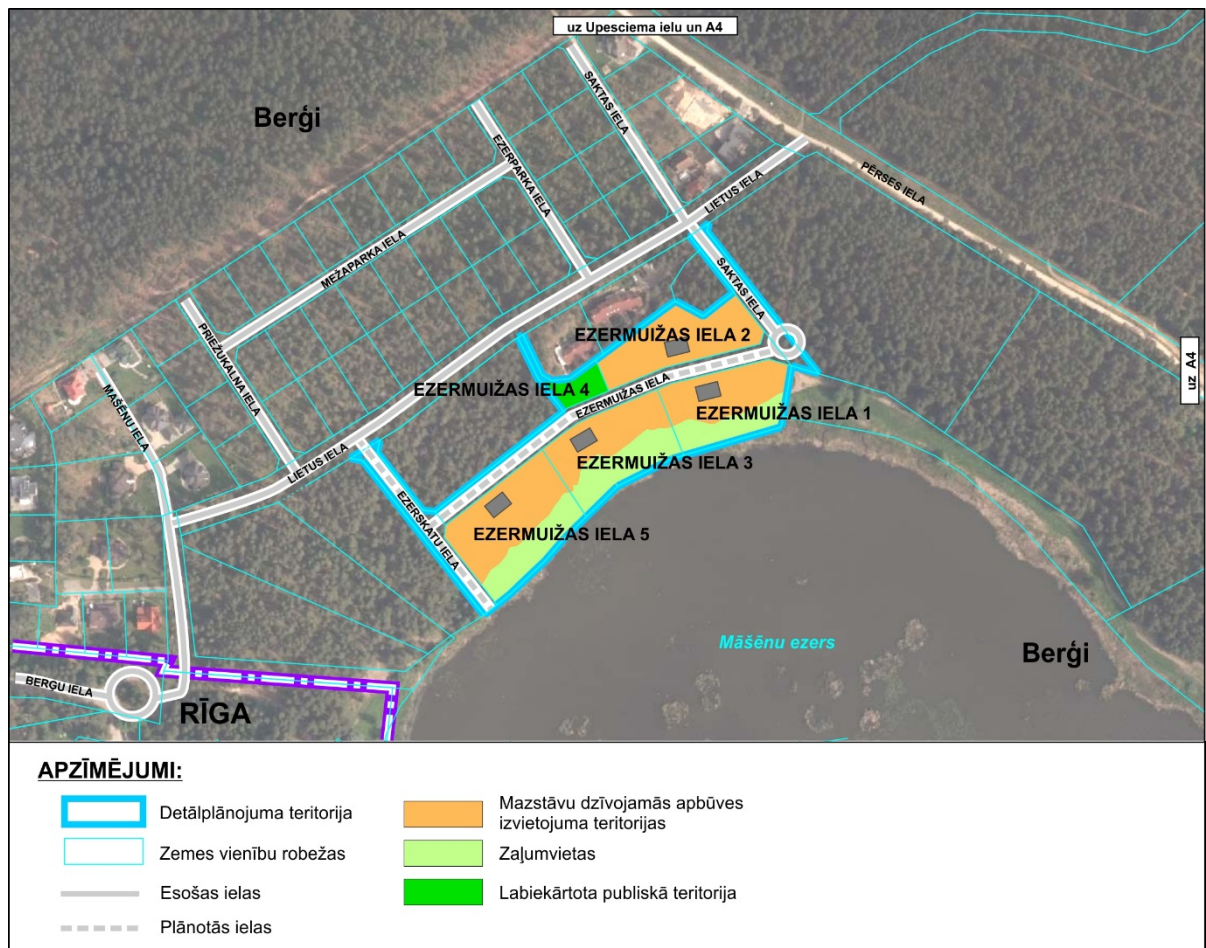 uz Upesciema ielu un A4
Berģi
SAKTAS IELA
EZERPARKA IELA
PĒRSES IELA
LIETUS IELA
MEŽAPARKA IELA
SAKTAS IELA
PRIEŽUKALNA IELA
EZERMUIŽAS IELA 2
uz A4
MAŠĒNU IELA
EZERMUIŽAS IELA 4
EZERMUIŽAS IELA
EZERMUIŽAS IELA 1
LIETUS IELA
EZERMUIŽAS IELA 3
EZERSKATU IELA
EZERMUIŽAS IELA 5
Māšēnu ezers
Berģi
BERĢU IELA
RĪGA
APZĪMĒJUMI:
Detālplānojuma teritorija
Zemes vienību robežas
Esošas ielas
Plānotās ielas
Mazstāvu dzīvojamās apbūves
izvietojuma teritorijas
Zaļumvietas
Labiekārtota publiskā teritorija